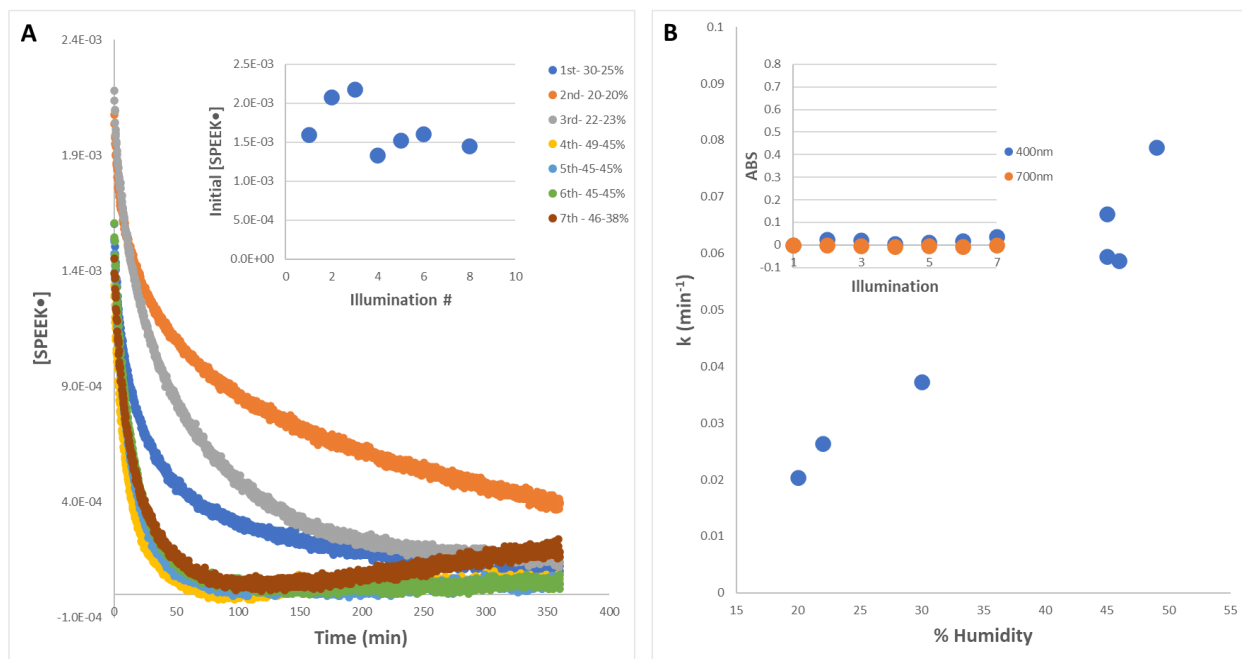 A
2.4E-03
1.9E-03
1.4E-03
9.0E-04
4.0E-04
-1.0E-04
[SPEEK•]
0
50
100
150
200
250
300
350
400
Time (min)
2.5E-03
2.0E-03
1.5E-03
1.0E-03
5.0E-04
0.0E+00
Initial [SPEEK•]
0
2
4
6
8
10
Illumination #
1st- 30-25%
2nd- 20-20%
3rd- 22-23%
4th- 49-45%
5th-45-45%
6th- 45-45%
7th - 46-38%
B
0.1
0.09
0.08
0.07
0.06
0.05
0.04
0.03
0.02
0.01
0
k (min⁻¹)
15
20
25
30
35
40
45
50
55
% Humidity
0.8
0.7
0.6
0.5
0.4
0.3
0.2
0.1
0
-0.1
ABS
1
3
5
7
Illumination
400nm
700nm